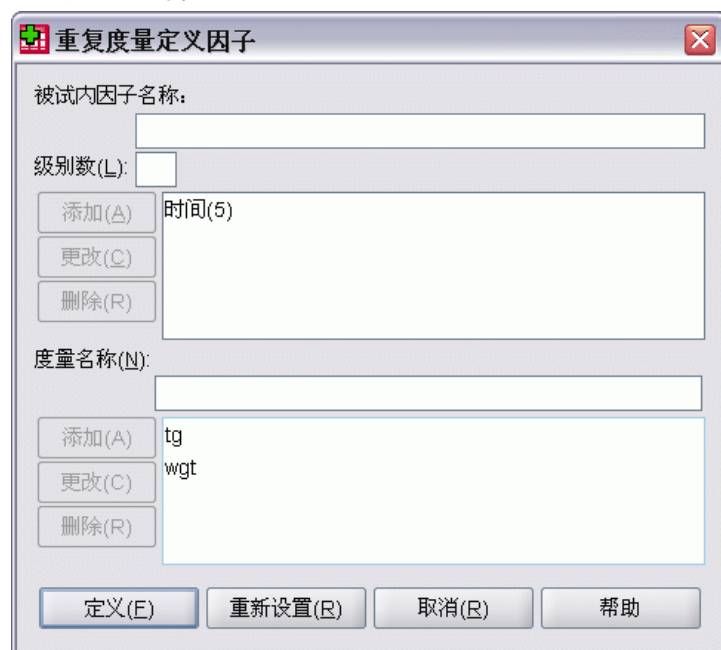 重复度量定义因子
被试内因子名称:
级别数(L):
添加(A)
时间(5)
更改(C)
删除(R)
度量名称(N):
添加(A)
tg
更改(C)
wgt
删除(R)
定义(F)
重新设置(R)
取消(R)
帮助